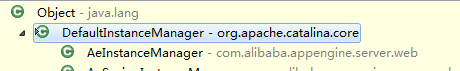 Object - java.lang
DefaultInstanceManager - org.apache.catalina.core
AeInstanceManager - com.alibaba.appengine.server.web